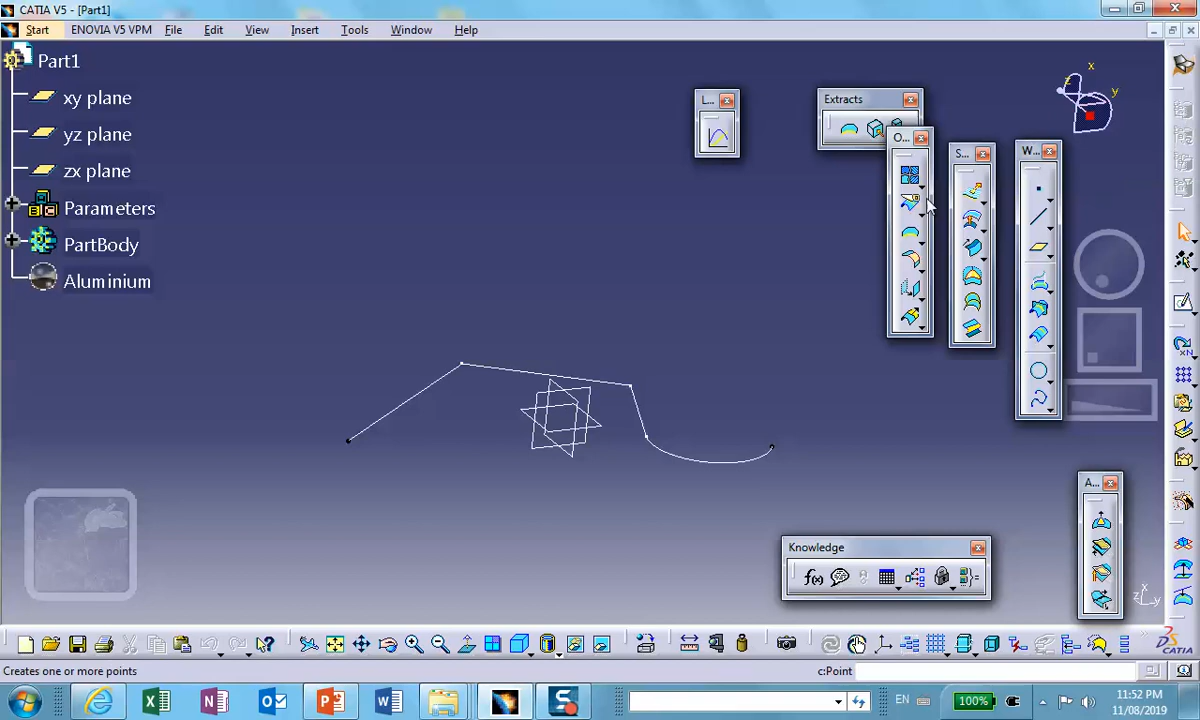 CATIA V5 - [Part1]
Start ENOVIA V5 VPM File Edit View Insert Tools Window Help
Part1
xy plane
yz plane
zx plane
Parameters
PartBody
Aluminium
L...
Extracts
O...
S...
W...
x
y
z
A...
Knowledge
f(x)
x
y
z
CATIA
Creates one or more points
c:Point
EN
100%
11:52 PM
11/08/2019